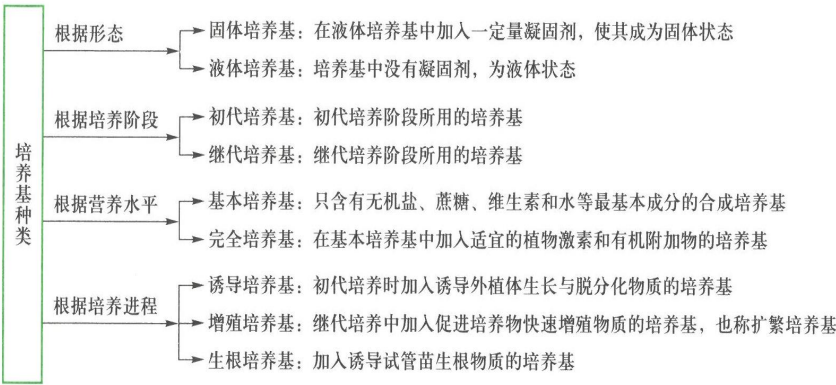 培养基种类
根据形态
固体培养基：在液体培养基中加入一定量凝固剂，使其成为固体状态
液体培养基：培养基中没有凝固剂，为液体状态
根据培养阶段
初代培养基：初代培养阶段所用的培养基
继代培养基：继代培养阶段所用的培养基
根据营养水平
基本培养基：只含有无机盐、蔗糖、维生素和水等最基本成分的合成培养基
完全培养基：在基本培养基中加入适宜的植物激素和有机附加物的培养基
根据培养进程
诱导培养基：初代培养时加入诱导外植体生长与脱分化物质的培养基
增殖培养基：继代培养中加入促进培养物快速增殖物质的培养基，也称扩繁培养基
生根培养基：加入诱导试管苗生根物质的培养基